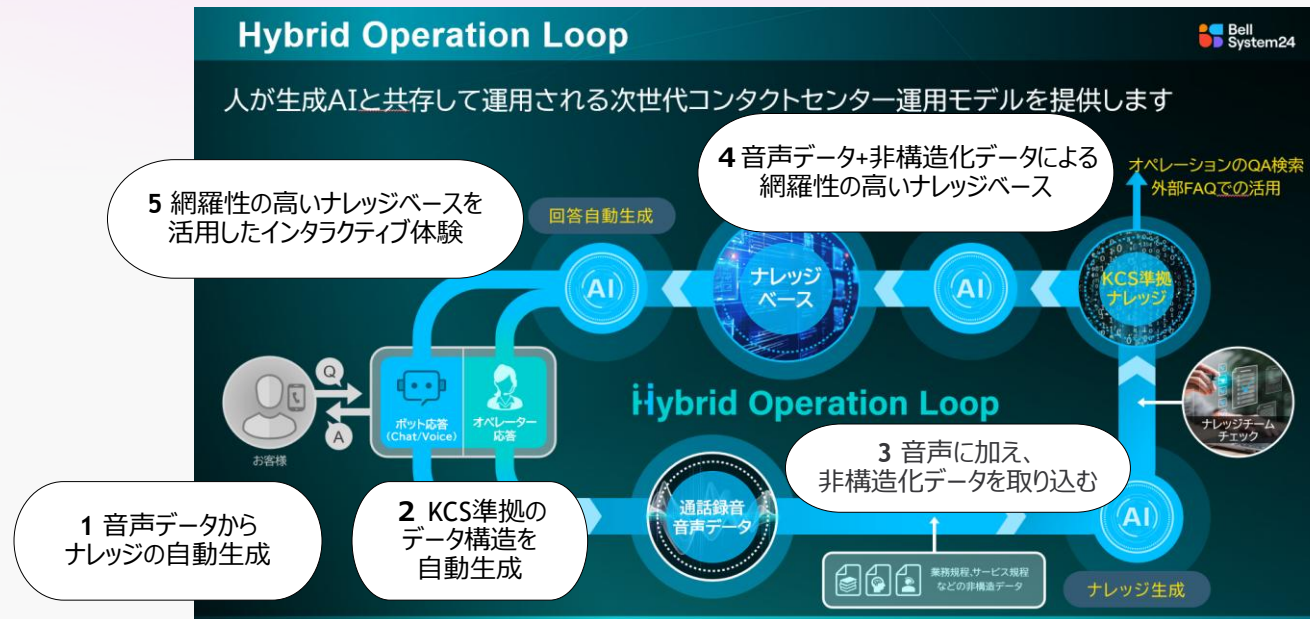 Hybrid Operation Loop
Bell
System24
人が生成AIと共存して運用される次世代コンタクトセンター運用モデルを提供します
4 音声データ+非構造化データによる
網羅性の高いナレッジベース
オペレーションのQA検索
外部FAQでの活用
5 網羅性の高いナレッジベースを
活用したインタラクティブ体験
回答自動生成
AI
ナレッジ
ベース
AI
KCS準拠
ナレッジ
Q
A
お客様
ボット応答
(Chat/Voice)
オペレーター
応答
Hybrid Operation Loop
ナレッジチーム
チェック
3 音声に加え、
非構造化データを取り込む
1 音声データから
ナレッジの自動生成
2 KCS準拠の
データ構造を
自動生成
通話録音
音声データ
AI
業務規程、サービス規程
などの非構造データ
ナレッジ生成